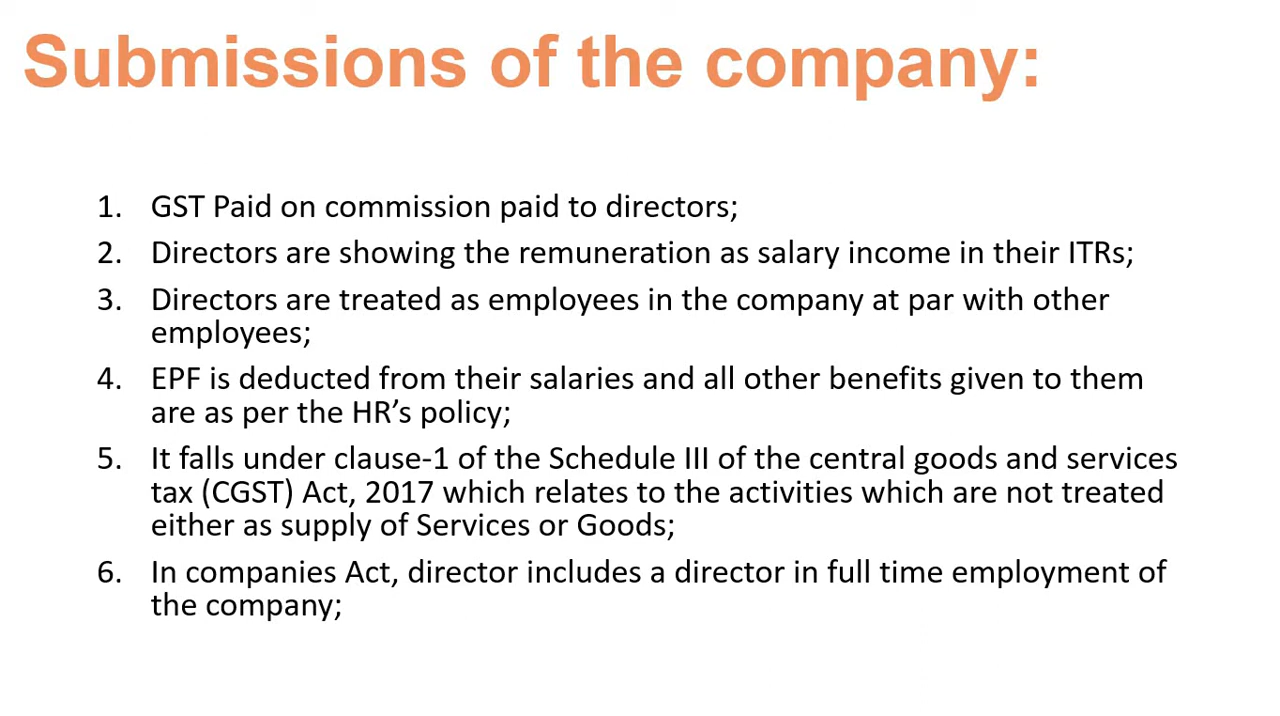 Submissions of the company:
1. GST Paid on commission paid to directors;
2. Directors are showing the remuneration as salary income in their ITRs;
3. Directors are treated as employees in the company at par with other
employees;
4. EPF is deducted from their salaries and all other benefits given to them
are as per the HR’s policy;
5. It falls under clause-1 of the Schedule III of the central goods and services
tax (CGST) Act, 2017 which relates to the activities which are not treated
either as supply of Services or Goods;
6. In companies Act, director includes a director in full time employment of
the company;